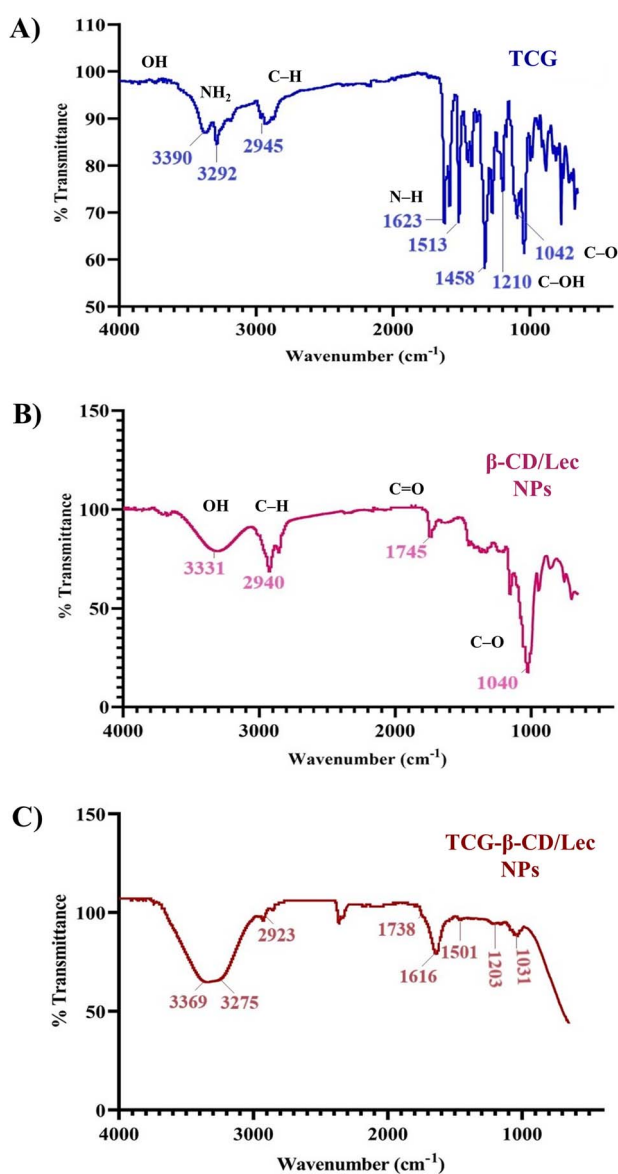 A)
TCG
OH
NH₂
C–H
3390
3292
2945
N–H
1623
1513
1458
1210
1042
C–O
C–OH
% Transmittance
110
100
90
80
70
60
50
4000
3000
2000
1000
Wavenumber (cm⁻¹)
B)
β-CD/Lec
NPs
OH
C–H
C=O
3331
2940
1745
C–O
1040
% Transmittance
150
100
50
0
4000
3000
2000
1000
Wavenumber (cm⁻¹)
C)
TCG-β-CD/Lec
NPs
3369
3275
2923
1738
1616
1501
1203
1031
% Transmittance
150
100
50
0
4000
3000
2000
1000
Wavenumber (cm⁻¹)